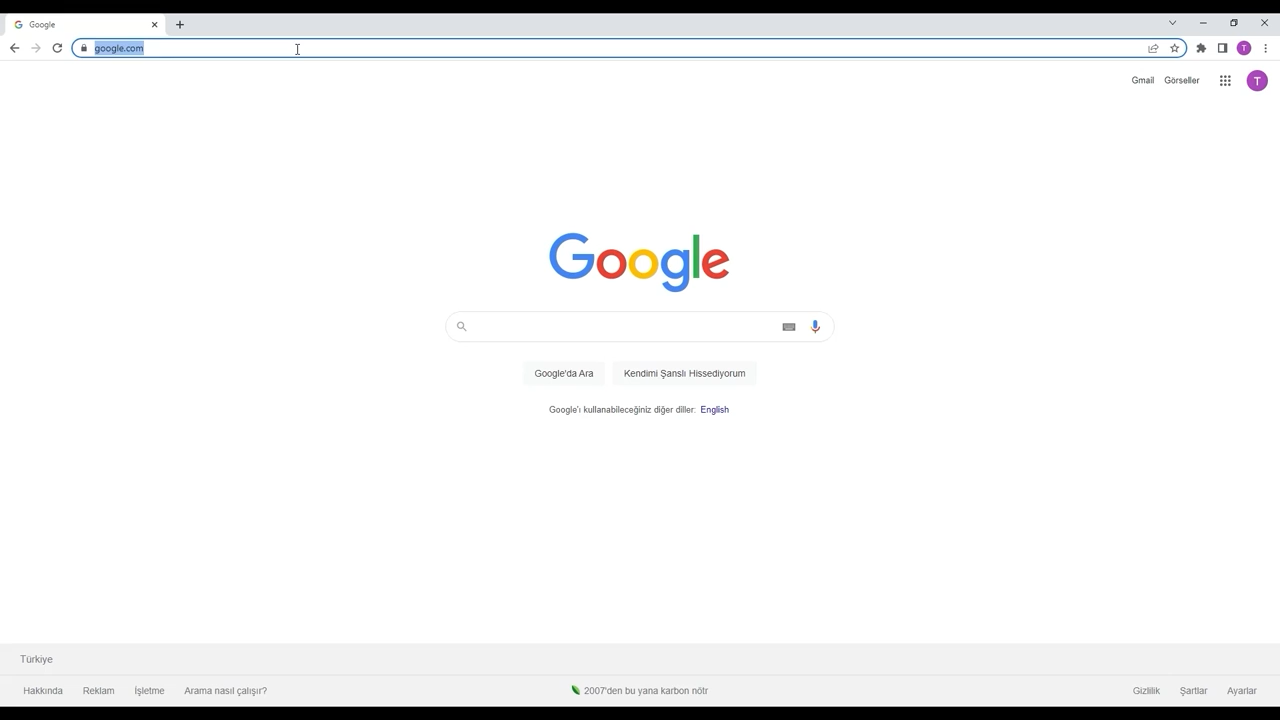 Google
google.com
T
Gmail
Görseller
T
Google
Google'da Ara
Kendimi Şanslı Hissediyorum
Google'ı kullanabileceğiniz diğer diller: English
Türkiye
Hakkında
Reklam
İşletme
Arama nasıl çalışır?
2007'den bu yana karbon nötr
Gizlilik
Şartlar
Ayarlar